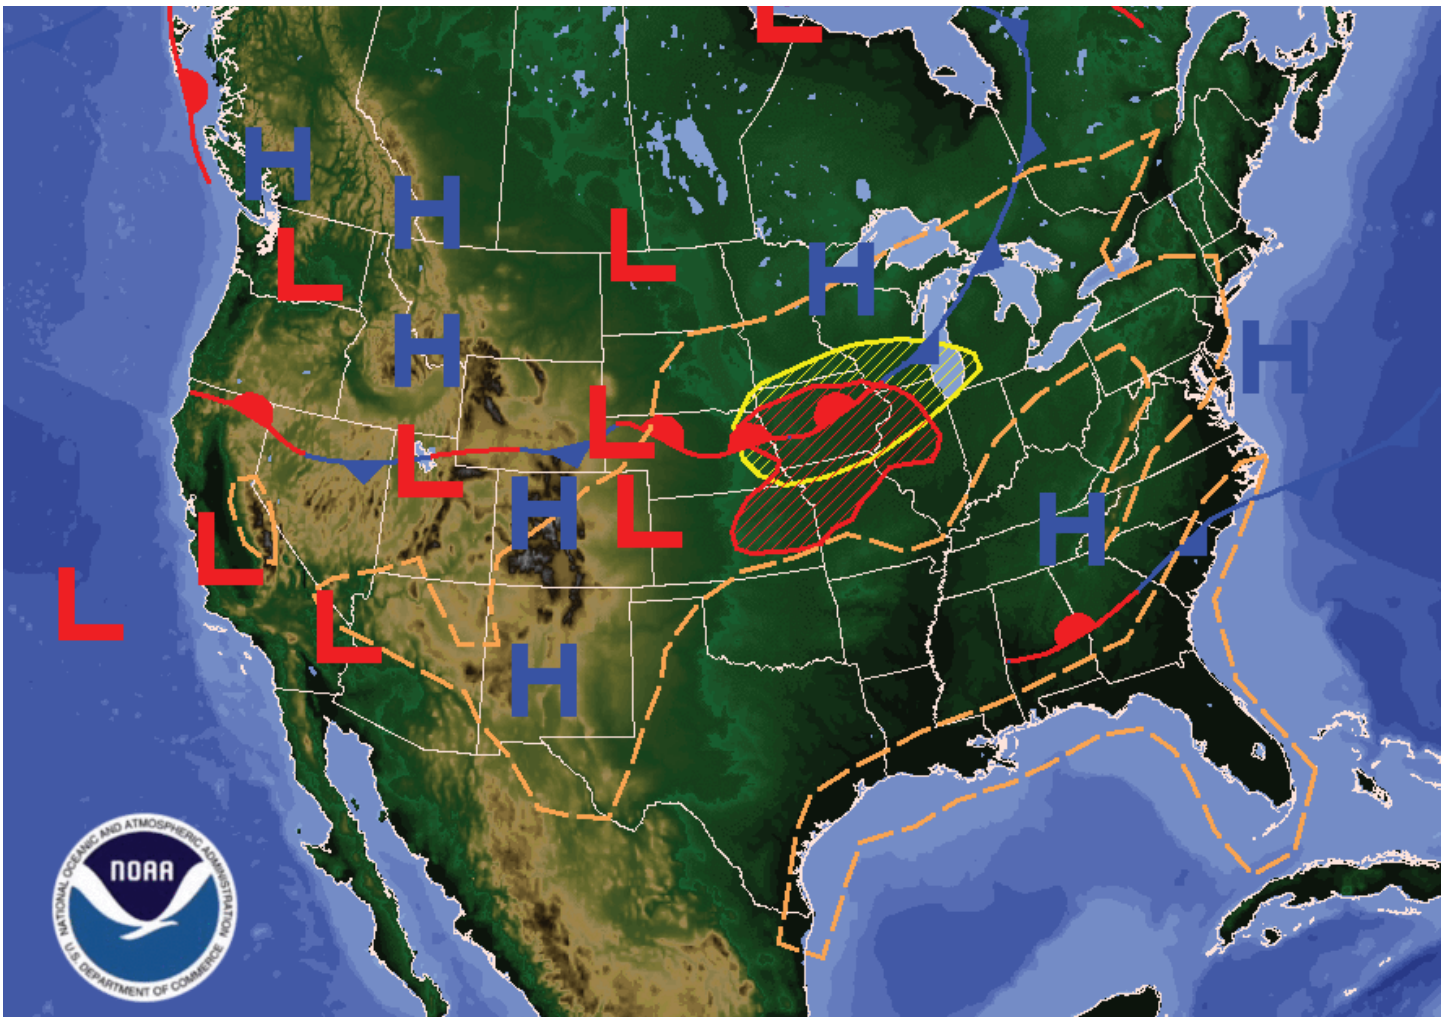 L
H
H
L
L
H
H
H
L
L
H
L
H
L
L
L
H
NATIONAL OCEANIC AND ATMOSPHERIC ADMINISTRATION
NOAA
U.S. DEPARTMENT OF COMMERCE